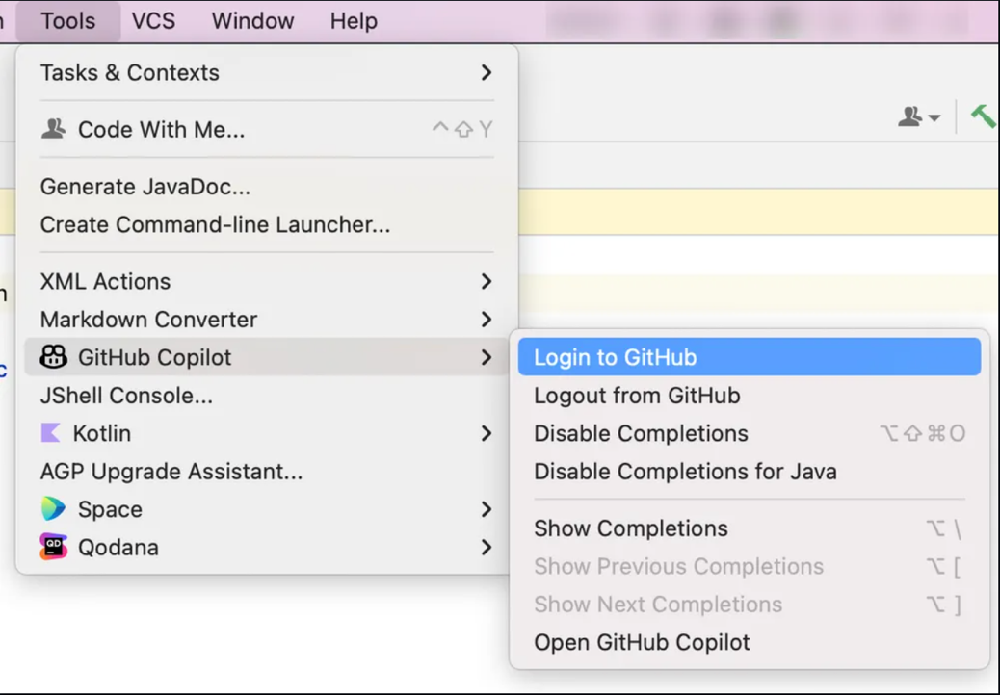 Tools VCS Window Help
Tasks & Contexts
Code With Me... ^⇧Y
Generate JavaDoc...
Create Command-line Launcher...
XML Actions
Markdown Converter
GitHub Copilot
JShell Console...
Kotlin
AGP Upgrade Assistant...
Space
QD Qodana
Login to GitHub
Logout from GitHub
Disable Completions ⌥⇧⌘O
Disable Completions for Java
Show Completions ⌥\
Show Previous Completions ⌥[
Show Next Completions ⌥]
Open GitHub Copilot